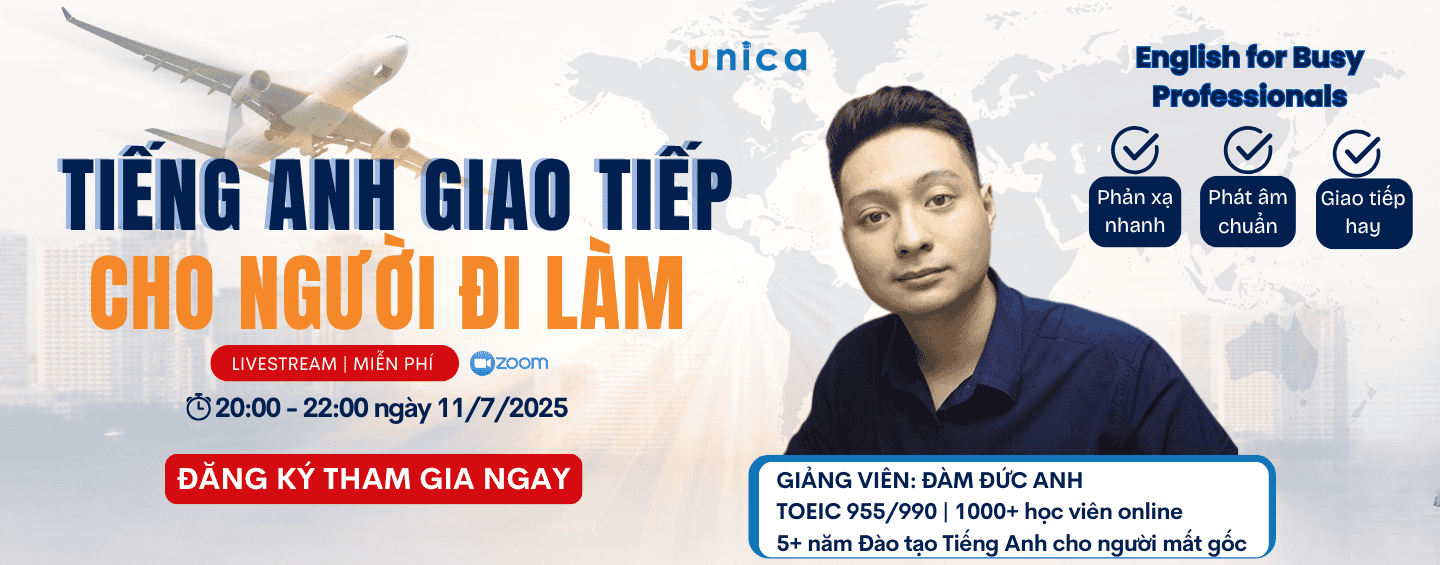 unica
TIẾNG ANH GIAO TIẾP
CHO NGƯỜI ĐI LÀM
LIVESTREAM | MIỄN PHÍ
zoom
20:00 - 22:00 ngày 11/7/2025
ĐĂNG KÝ THAM GIA NGAY
English for Busy
Professionals
Phản xạ
nhanh
Phát âm
chuẩn
Giao tiếp
hay
GIẢNG VIÊN: ĐÀM ĐỨC ANH
TOEIC 955/990 | 1000+ học viên online
5+ năm Đào tạo Tiếng Anh cho người mất gốc